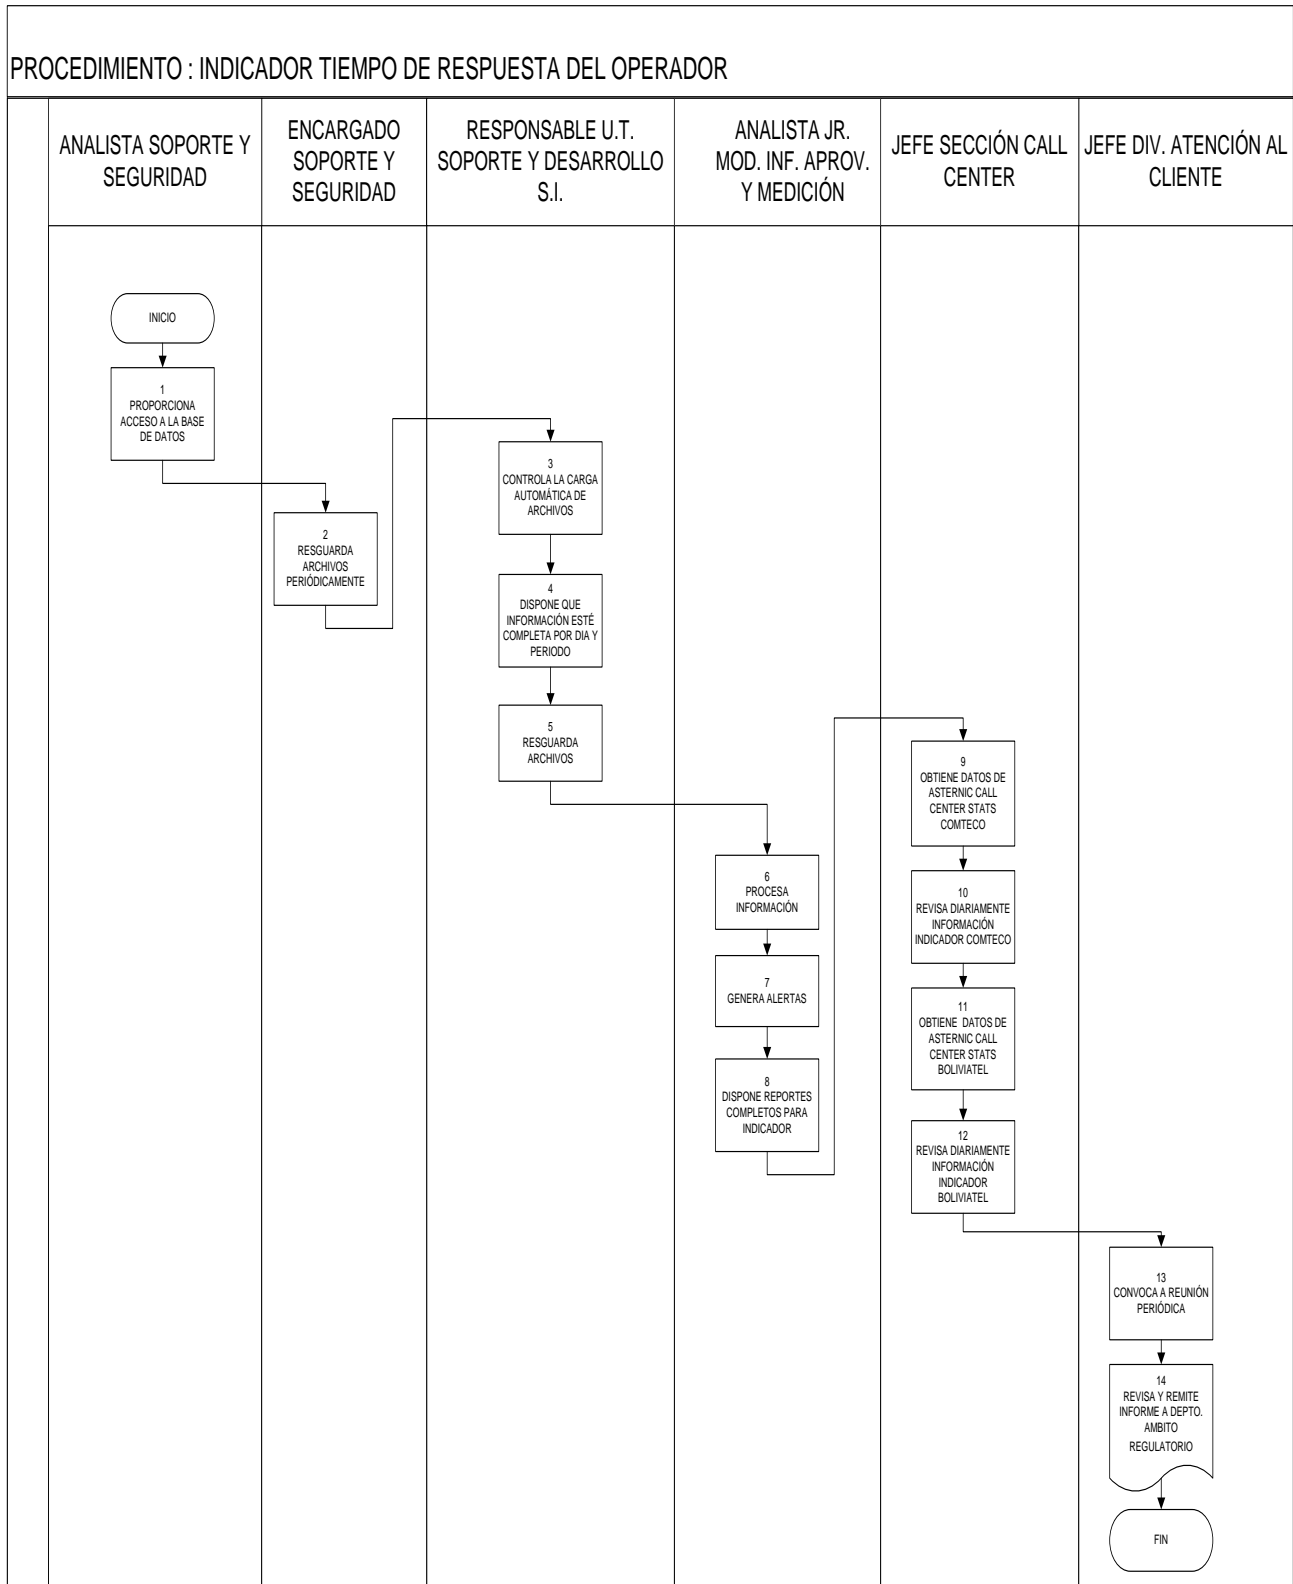 PROCEDIMIENTO : INDICADOR TIEMPO DE RESPUESTA DEL OPERADOR
ANALISTA SOPORTE Y
SEGURIDAD
ENCARGADO
SOPORTE Y
SEGURIDAD
RESPONSABLE U.T.
SOPORTE Y DESARROLLO
S.I.
ANALISTA JR.
MOD. INF. APROV.
Y MEDICIÓN
JEFE SECCIÓN CALL
CENTER
JEFE DIV. ATENCIÓN AL
CLIENTE
INICIO
1
PROPORCIONA
ACCESO A LA BASE
DE DATOS
2
RESGUARDA
ARCHIVOS
PERIÓDICAMENTE
3
CONTROLA LA CARGA
AUTOMÁTICA DE
ARCHIVOS
4
DISPONE QUE
INFORMACIÓN ESTÉ
COMPLETA POR DIA Y
PERIODO
5
RESGUARDA
ARCHIVOS
6
PROCESA
INFORMACIÓN
7
GENERA ALERTAS
8
DISPONE REPORTES
COMPLETOS PARA
INDICADOR
9
OBTIENE DATOS DE
ASTERNIC CALL
CENTER STATS
COMTECO
10
REVISA DIARIAMENTE
INFORMACIÓN
INDICADOR COMTECO
11
OBTIENE DATOS DE
ASTERNIC CALL
CENTER STATS
BOLIVIATEL
12
REVISA DIARIAMENTE
INFORMACIÓN
INDICADOR
BOLIVIATEL
13
CONVOCA A REUNIÓN
PERIÓDICA
14
REVISA Y REMITE
INFORME A DEPTO.
AMBITO
REGULATORIO
FIN